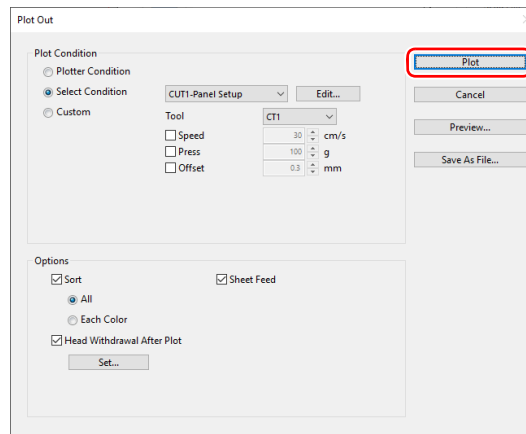 Plot Out
Plot Condition
Plotter Condition
Select Condition CUT1-Panel Setup Edit...
Custom Tool CT1
Speed 30 cm/s
Press 100 g
Offset 0.3 mm
Plot
Cancel
Preview...
Save As File...
Options
Sort Sheet Feed
All
Each Color
Head Withdrawal After Plot
Set...